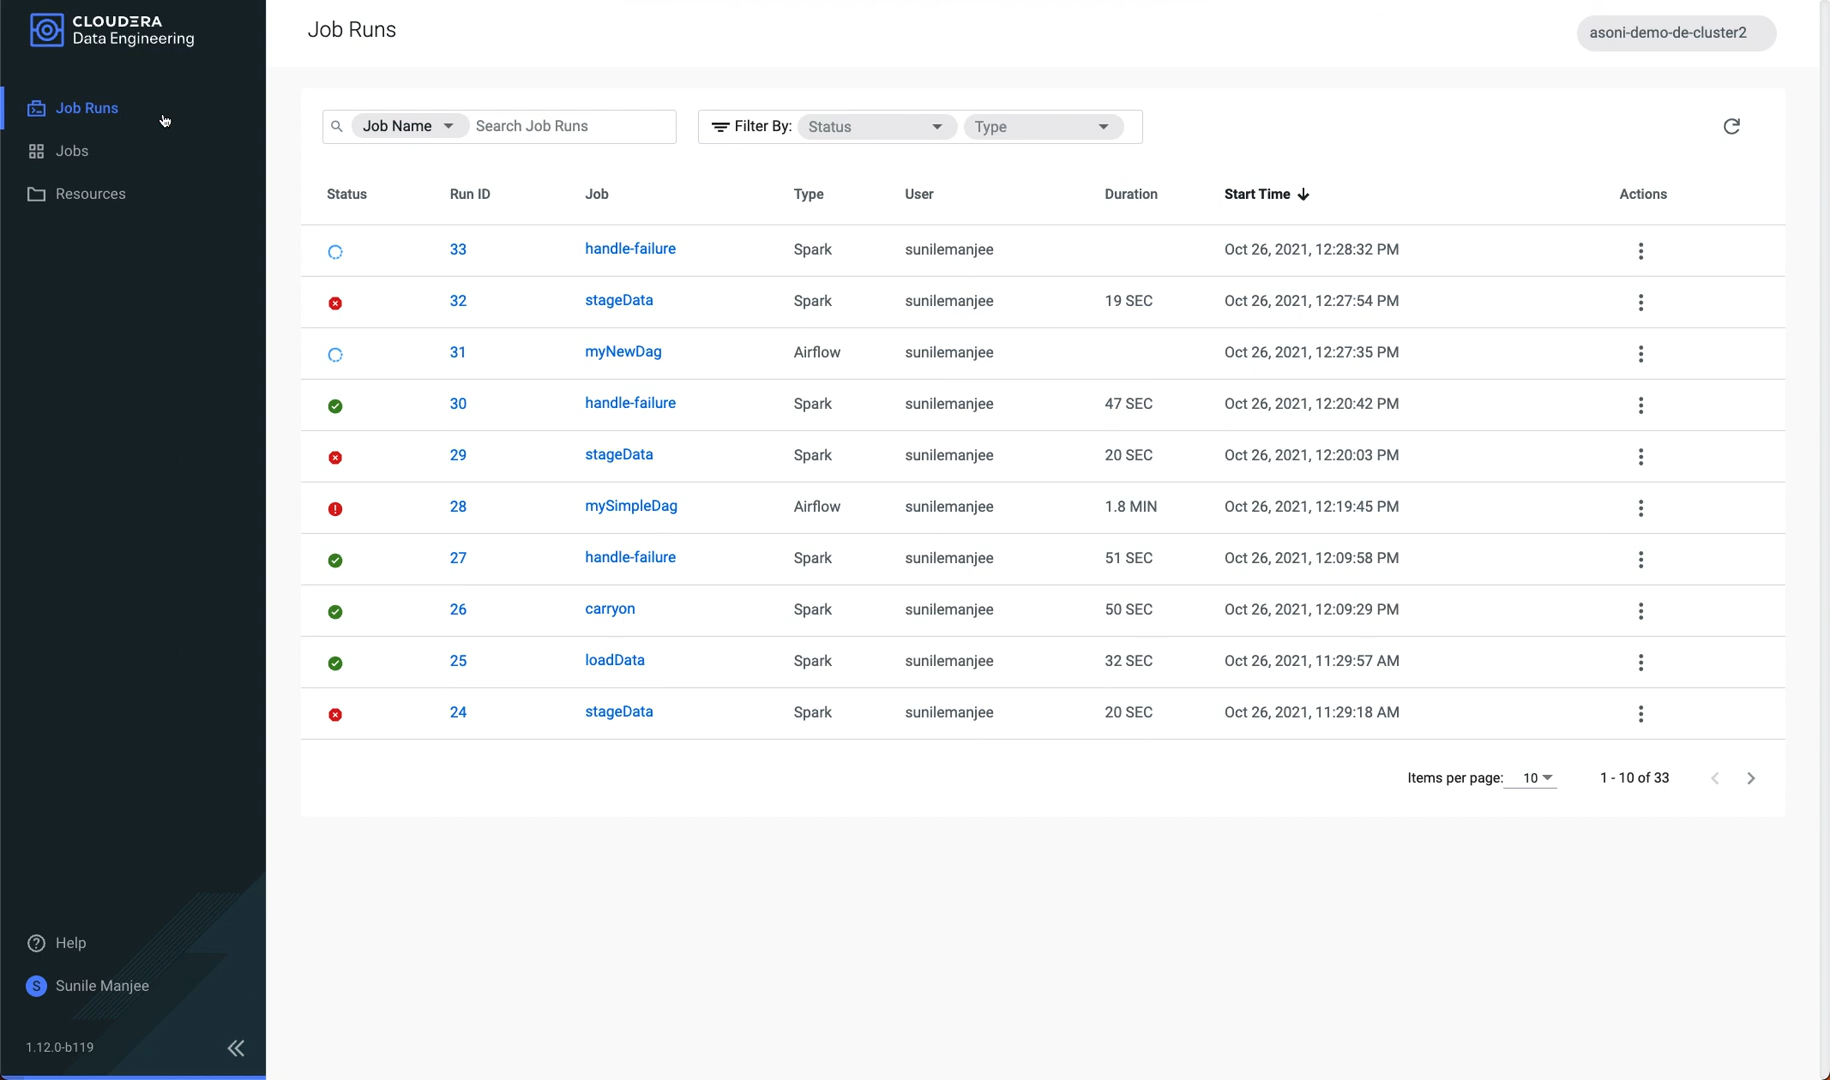 CLOUDERA
Data Engineering
Job Runs
asoni-demo-de-cluster2
Job Runs
Jobs
Resources
Job Name Search Job Runs
Filter By: Status Type
Status Run ID Job Type User Duration Start Time Actions
33 handle-failure Spark sunilemanjee Oct 26, 2021, 12:28:32 PM
32 stageData Spark sunilemanjee 19 SEC Oct 26, 2021, 12:27:54 PM
31 myNewDag Airflow sunilemanjee Oct 26, 2021, 12:27:35 PM
30 handle-failure Spark sunilemanjee 47 SEC Oct 26, 2021, 12:20:42 PM
29 stageData Spark sunilemanjee 20 SEC Oct 26, 2021, 12:20:03 PM
28 mySimpleDag Airflow sunilemanjee 1.8 MIN Oct 26, 2021, 12:19:45 PM
27 handle-failure Spark sunilemanjee 51 SEC Oct 26, 2021, 12:09:58 PM
26 carryon Spark sunilemanjee 50 SEC Oct 26, 2021, 12:09:29 PM
25 loadData Spark sunilemanjee 32 SEC Oct 26, 2021, 11:29:57 AM
24 stageData Spark sunilemanjee 20 SEC Oct 26, 2021, 11:29:18 AM
Items per page: 10 1 - 10 of 33
Help
S Sunile Manjee
1.12.0-b119